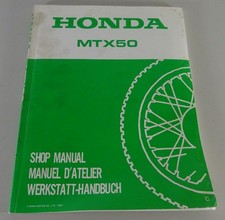 HONDA
MTX50
SHOP MANUAL
MANUEL D'ATELIER
WERKSTATT-HANDBUCH